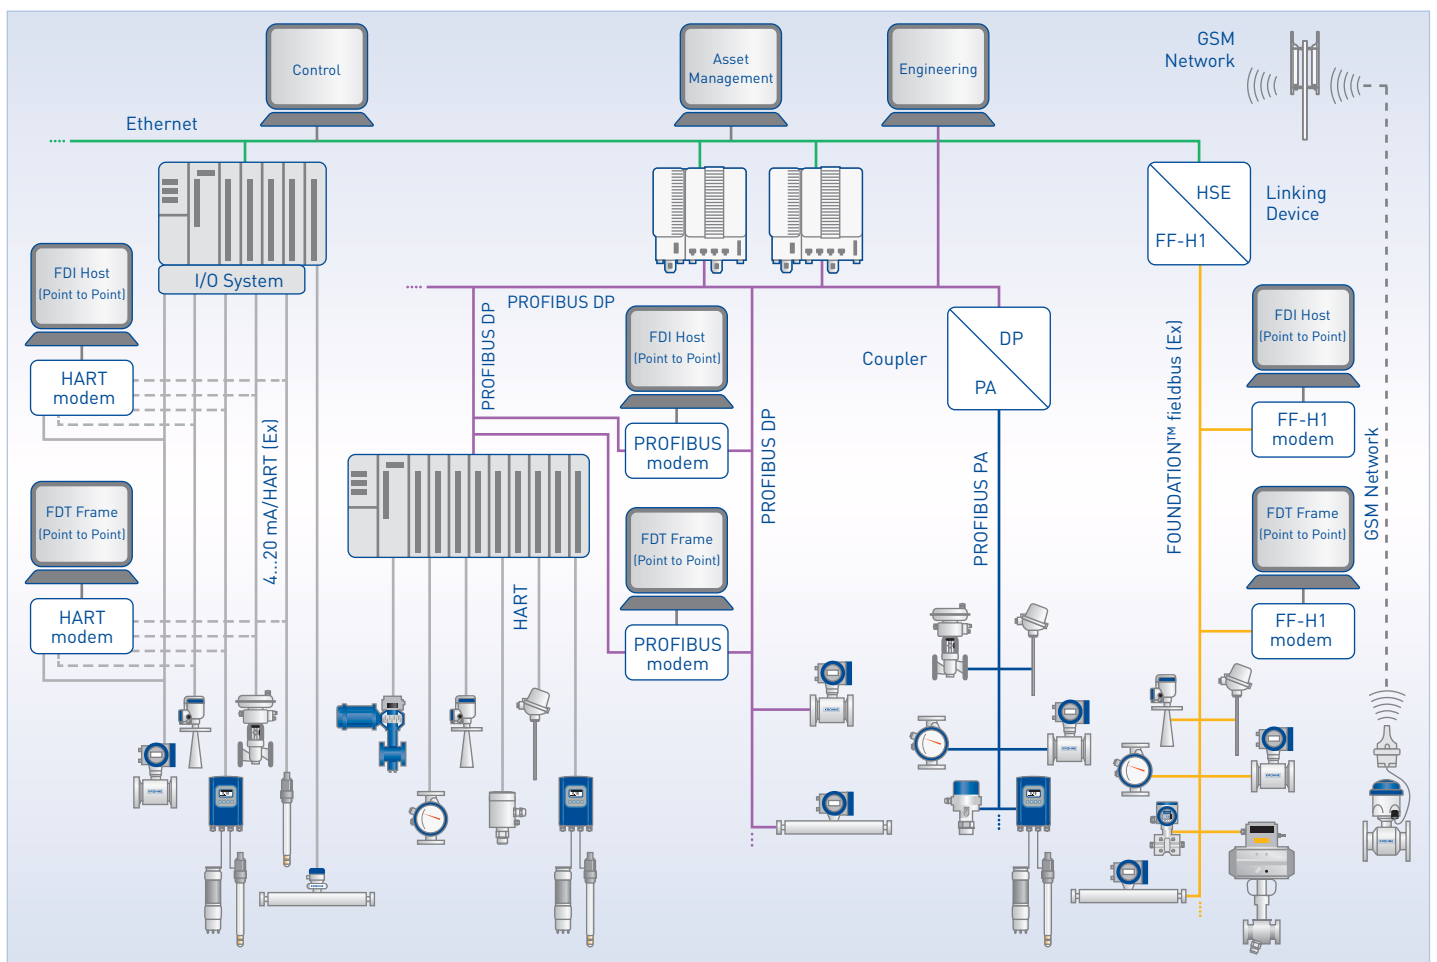 Control
Asset
Management
Engineering
GSM
Network
Ethernet
HSE
FF-H1
Linking
Device
I/O System
FDI Host
(Point to Point)
HART
modem
4...20 mA/HART (Ex)
FDT Frame
(Point to Point)
HART
modem
PROFIBUS DP
PROFIBUS DP
HART
FDI Host
(Point to Point)
PROFIBUS
modem
FDT Frame
(Point to Point)
PROFIBUS
modem
PROFIBUS DP
Coupler
DP
PA
PROFIBUS PA
FOUNDATION™ fieldbus (Ex)
FDI Host
(Point to Point)
FF-H1
modem
FDT Frame
(Point to Point)
FF-H1
modem
GSM Network